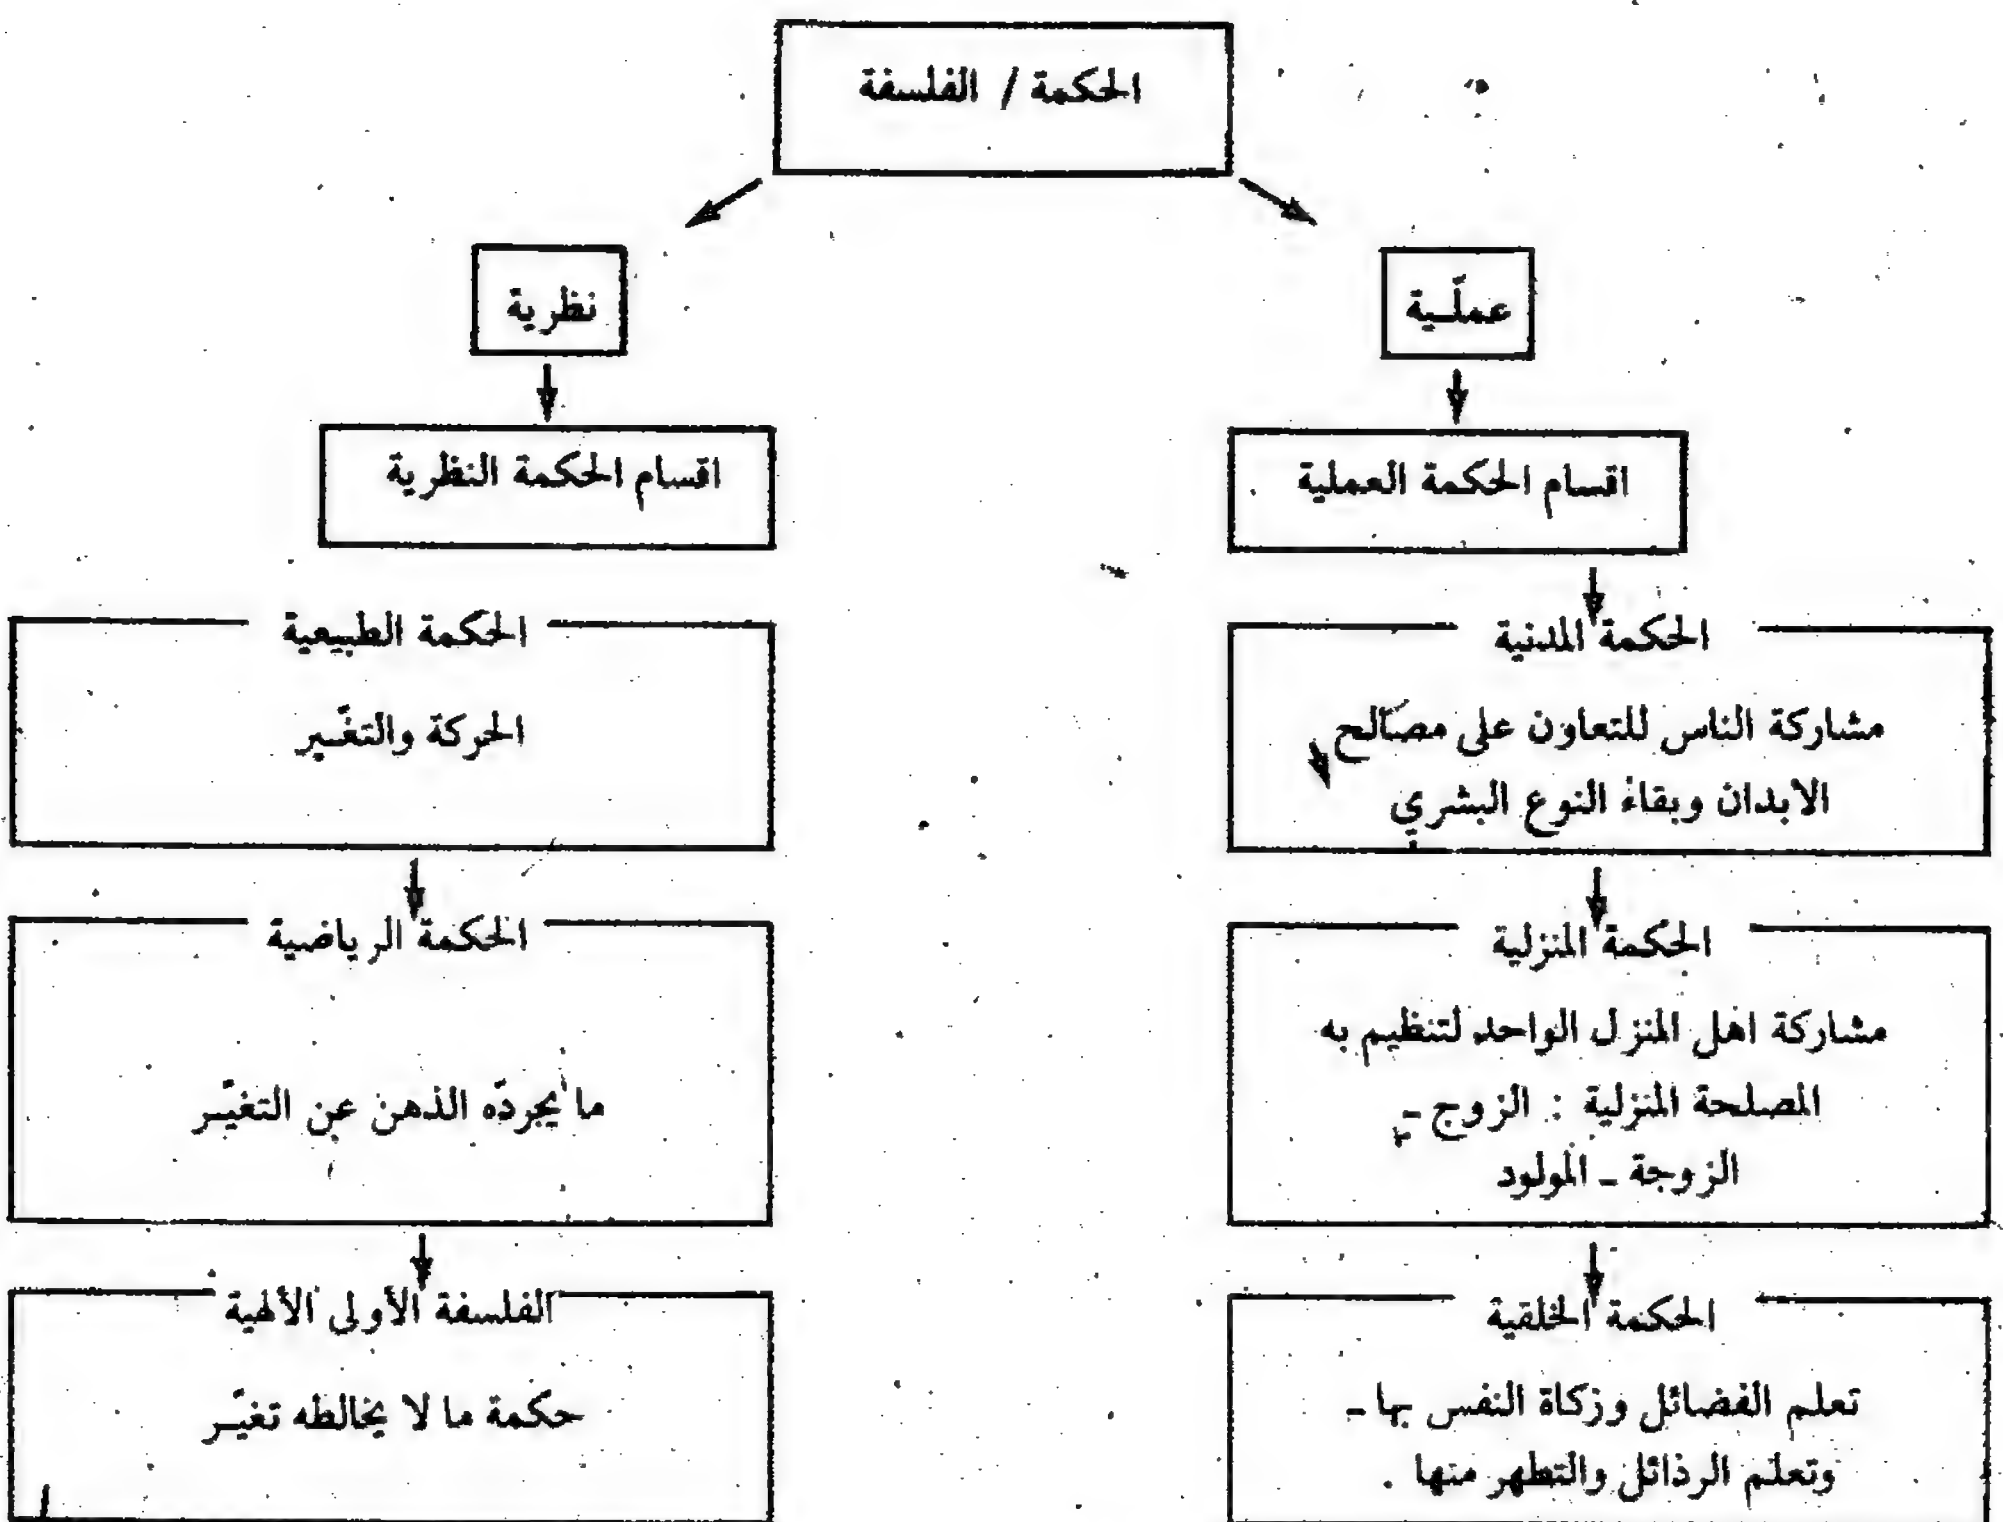 الحكمة / الفلسفة
عملّية
نظرية
اقسام الحكمة العملية
اقسام الحكمة النظرية
الحكمة المدنية
مشاركة الناس للتعاون على مصالح
الابدان وبقاء النوع البشري
الحكمة المنزلية
مشاركة اهل المنزل الواحد لتنظيم به
المصلحة المنزلية : الزوج -
الزوجة - المولود
الحكمة الخلقية
تعلم الفضائل وزكاة النفس بها -
وتعلم الرذائل والتطهر منها .
الحكمة الطبيعية
الحركة والتغّير
الحكمة الرياضية
ما يجردّه الذهن عن التغيّر
الفلسفة الأولى الألهية
حكمة ما لا يخالطه تغيّر